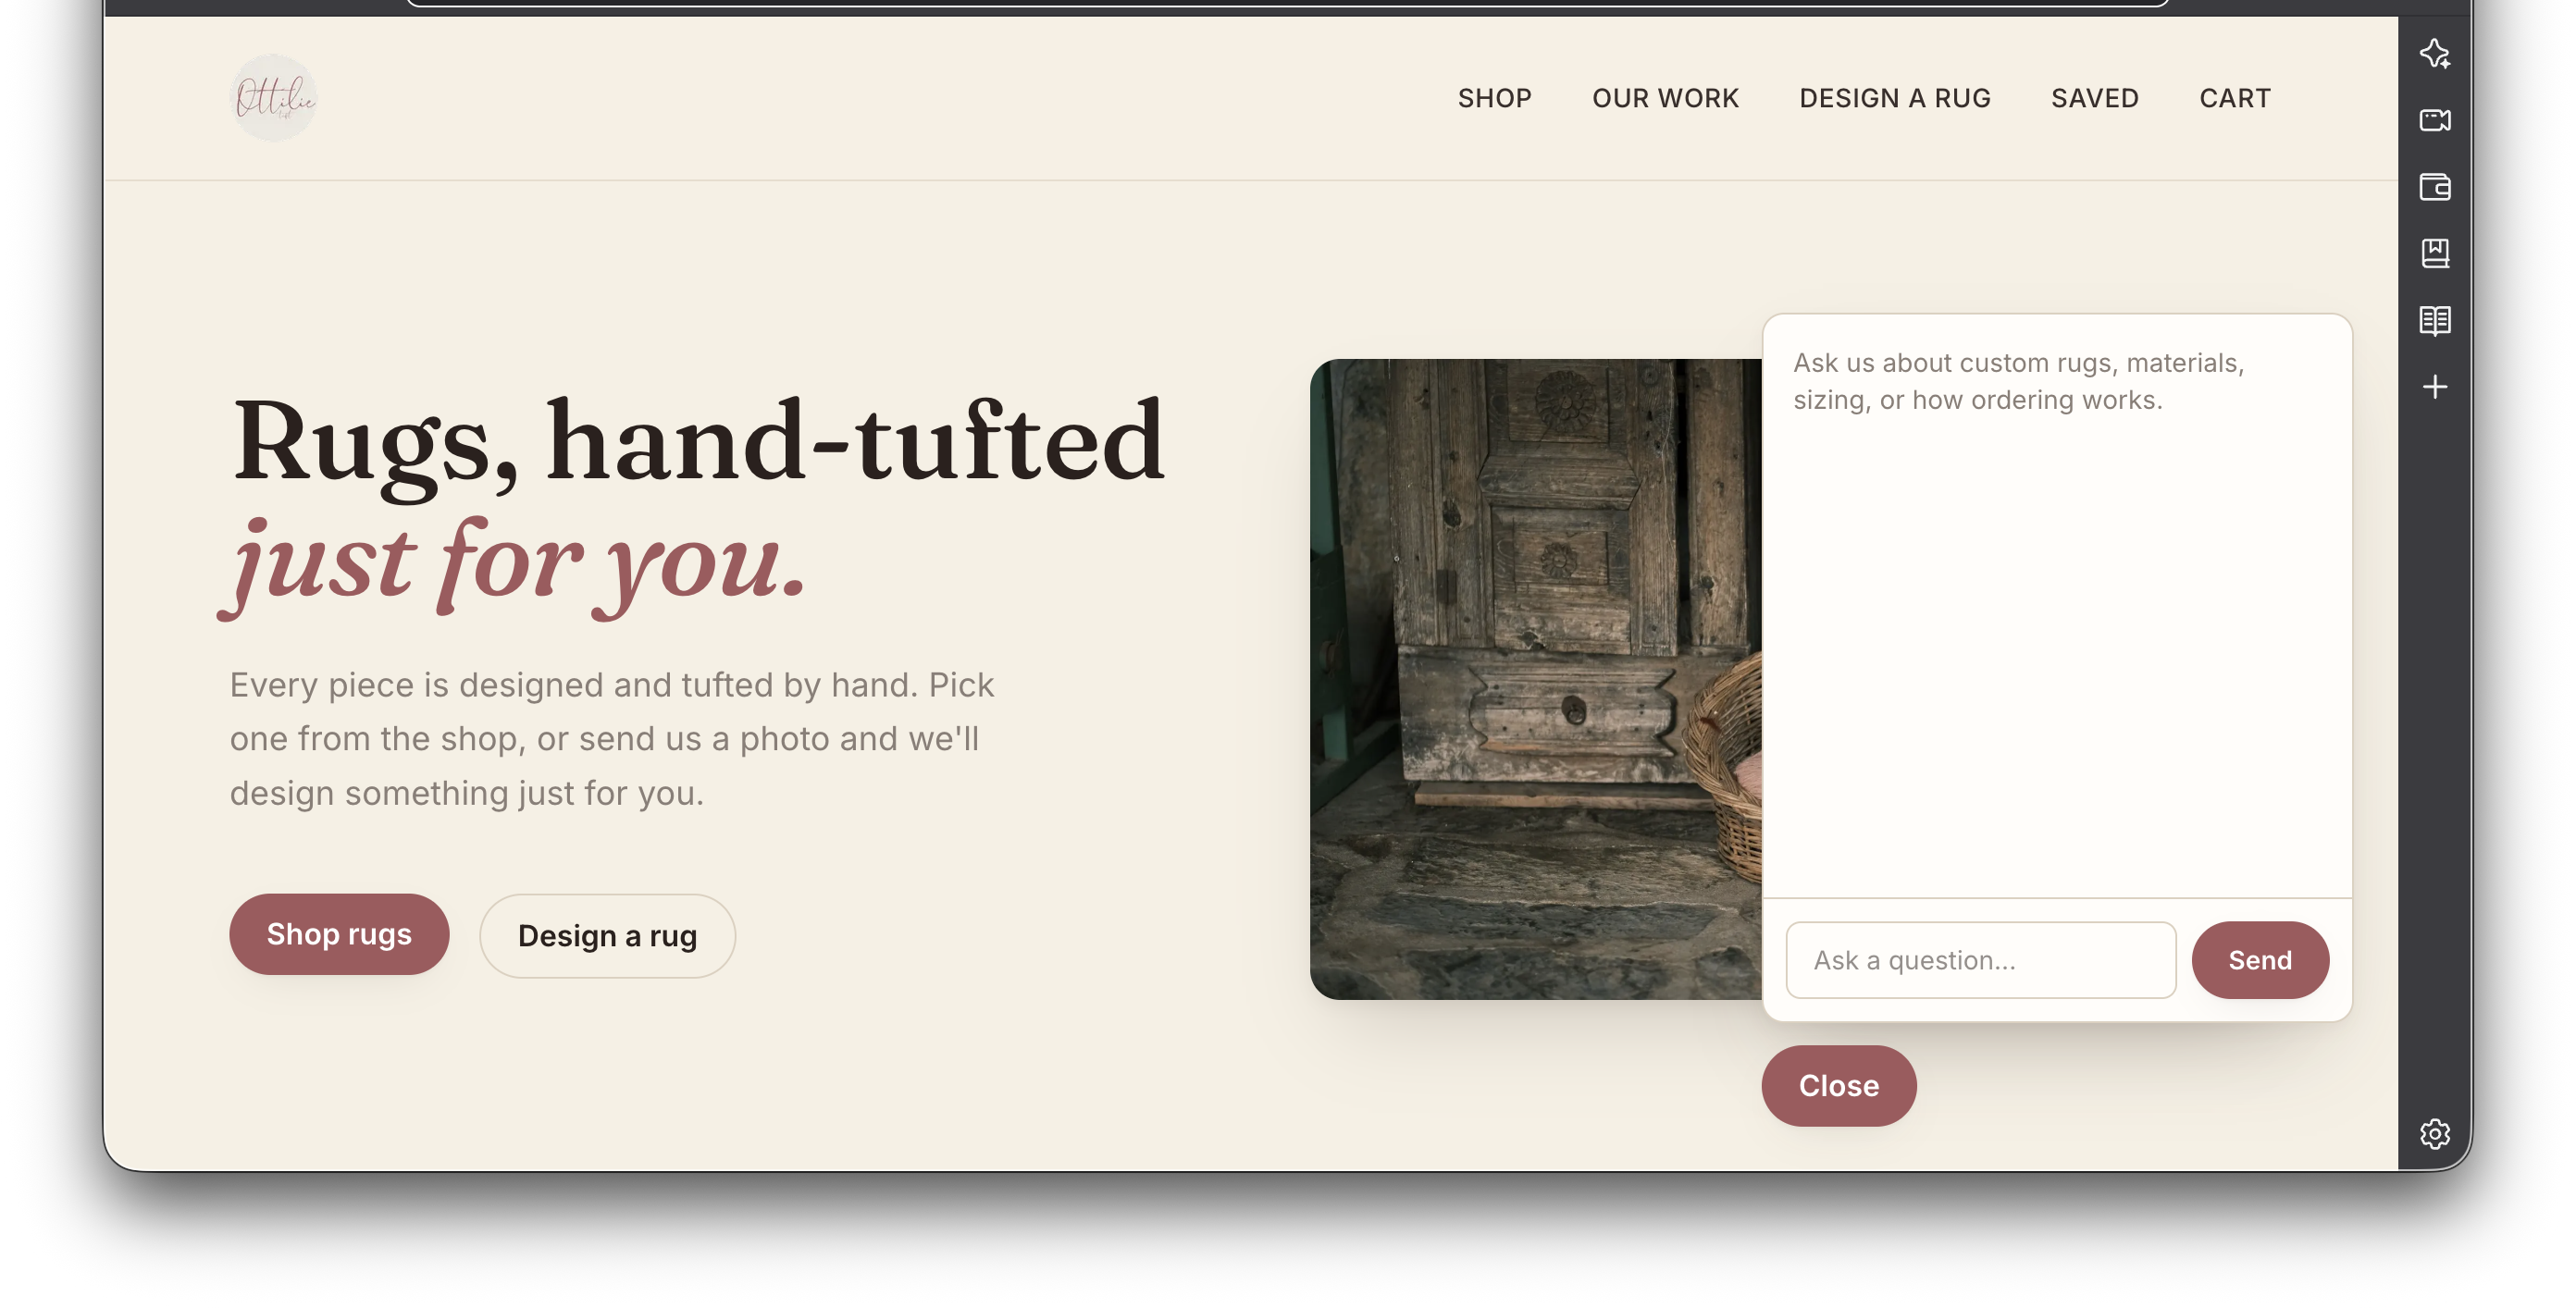 Ottilie
SHOP
OUR WORK
DESIGN A RUG
SAVED
CART
Rugs, hand-tufted
just for you.
Every piece is designed and tufted by hand. Pick
one from the shop, or send us a photo and we'll
design something just for you.
Shop rugs
Design a rug
Ask us about custom rugs, materials,
sizing, or how ordering works.
Ask a question...
Send
Close